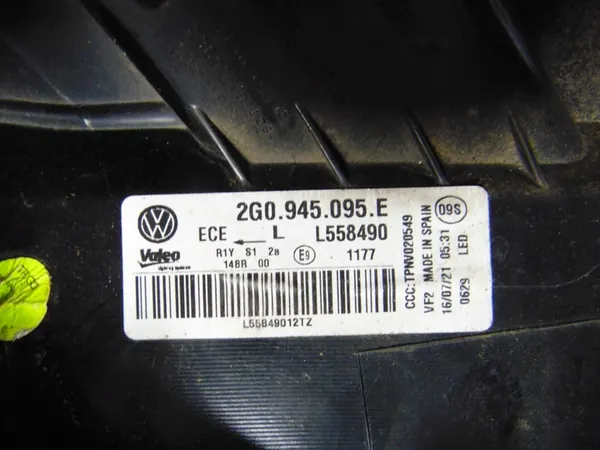 2G0.945.095.E
ECE L L558490
Valeo R1Y S1 2a E9 1177
148R 00
L55849012TZ
CCC:TPNV020549
VF2 MADE IN SPAIN 09S
16/07/21 05:31
0629 LED